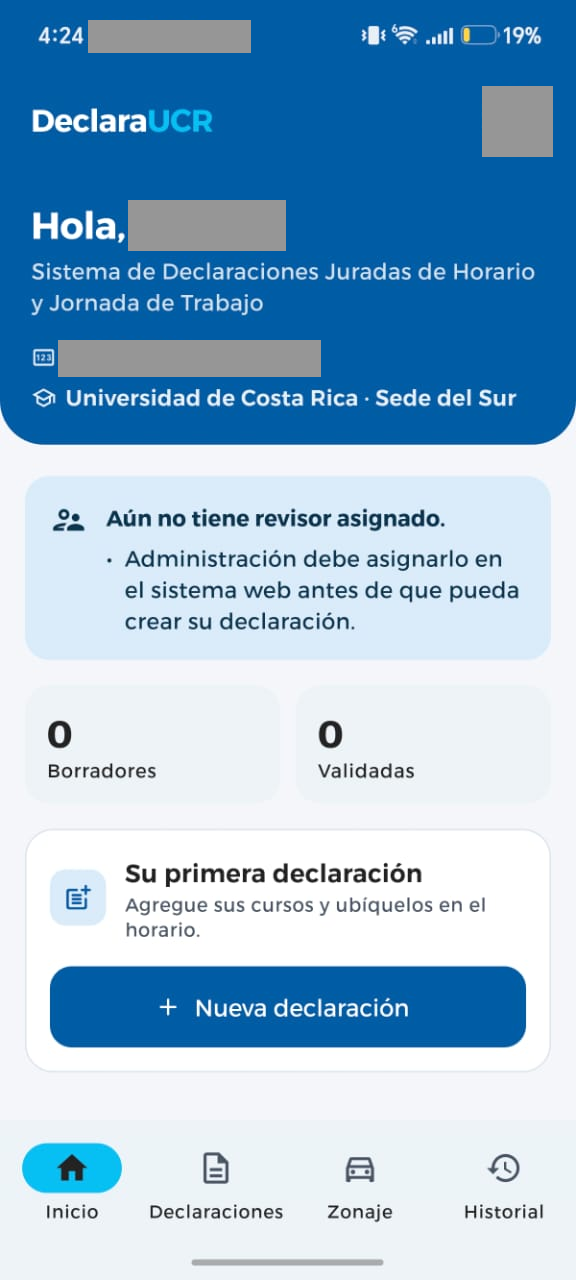 4:24
19%
DeclaraUCR
Hola,
Sistema de Declaraciones Juradas de Horario
y Jornada de Trabajo
123
Universidad de Costa Rica · Sede del Sur
Aún no tiene revisor asignado.
· Administración debe asignarlo en
el sistema web antes de que pueda
crear su declaración.
0
Borradores
0
Validadas
Su primera declaración
Agregue sus cursos y ubíquelos en el
horario.
+ Nueva declaración
Inicio
Declaraciones
Zonaje
Historial